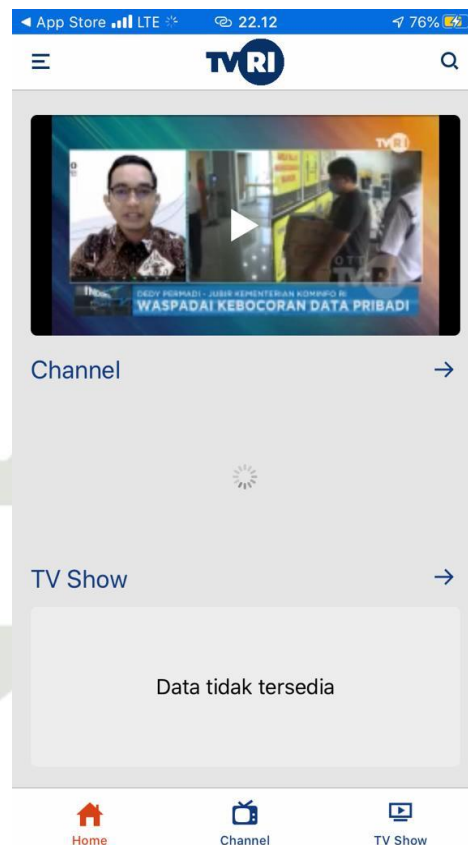 App Store LTE 22.12 76%
TVRI
TVRI
DEDY PERMADI - JUBIR KEMENTERIAN KOMINFO RI
WASPADAI KEBOCORAN DATA PRIBADI
Channel
TV Show
Data tidak tersedia
Home Channel TV Show